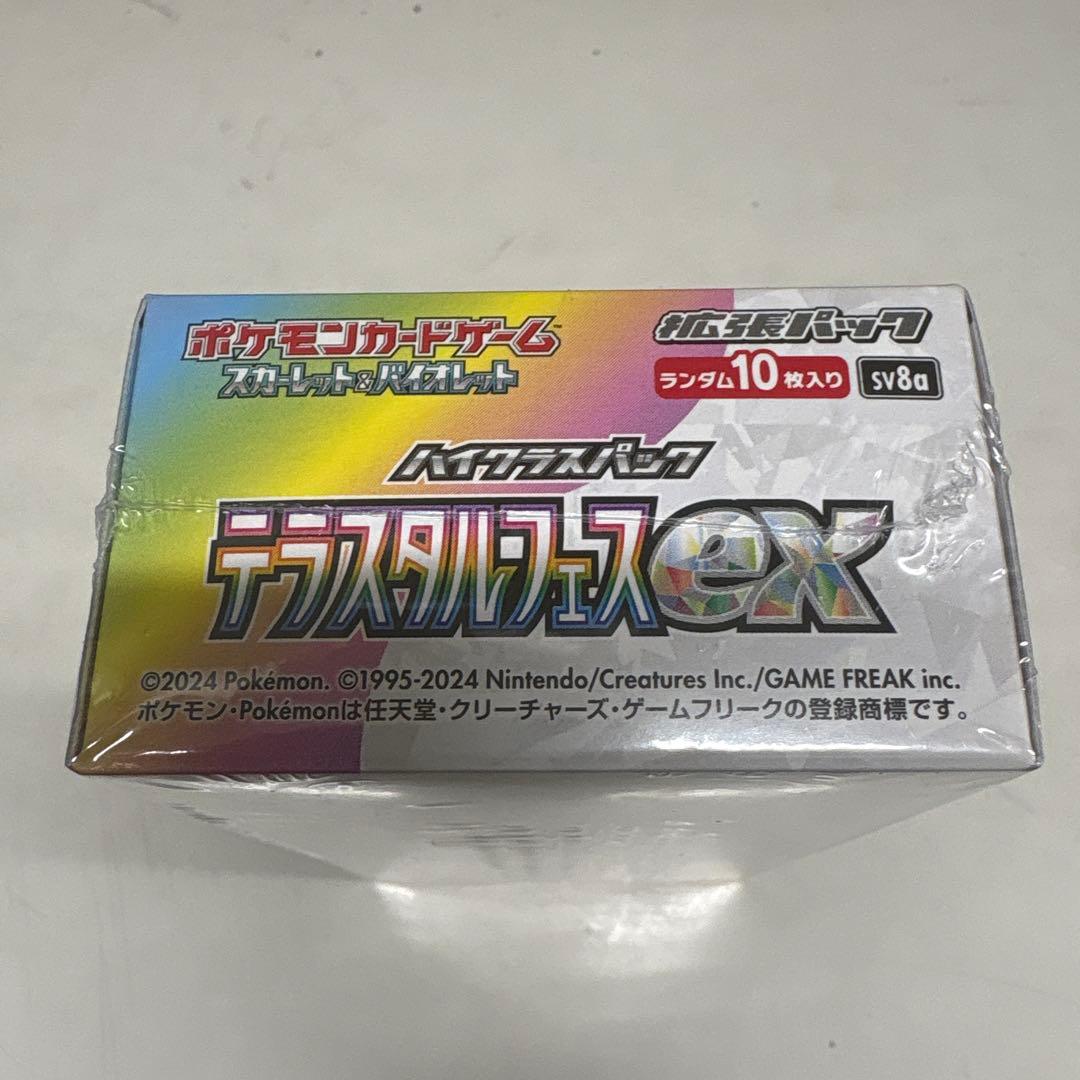 ポケモンカードゲーム™
スカーレット&バイオレット
拡張パック
ランダム10枚入り
SV8a
ハイクラスパック
テラスタルフェスex
©2024 Pokémon. ©1995-2024 Nintendo/Creatures Inc./GAME FREAK inc.
ポケモン・Pokémonは任天堂・クリーチャーズ・ゲームフリークの登録商標です。